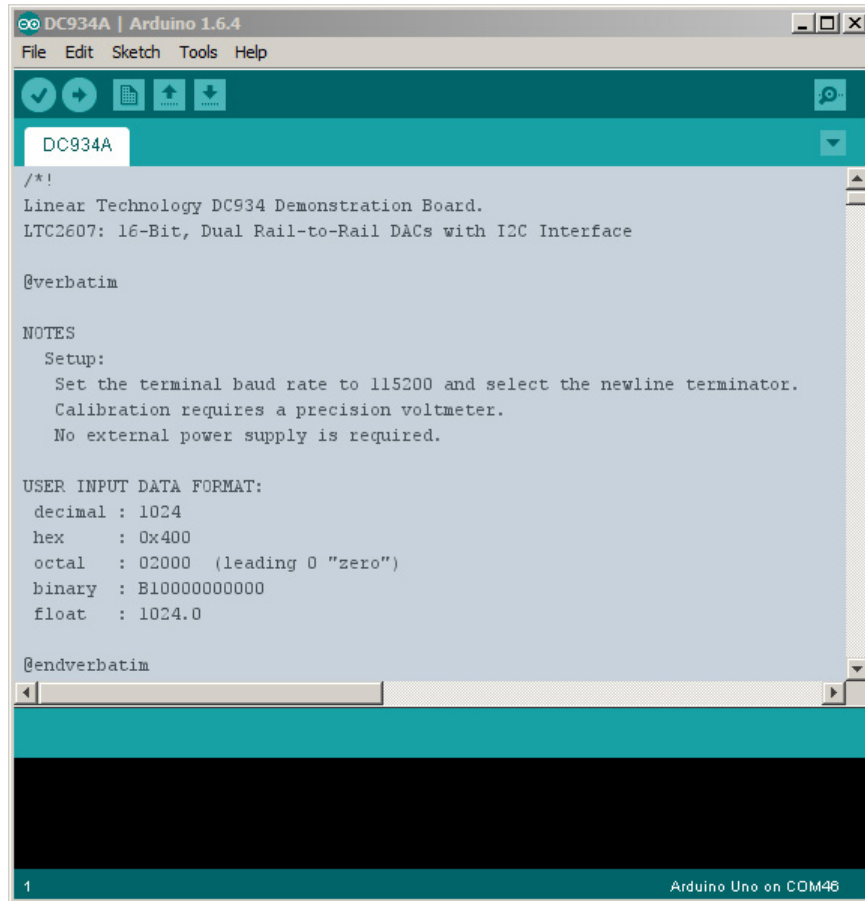 DC934A | Arduino 1.6.4
File Edit Sketch Tools Help
DC934A
/*!
Linear Technology DC934 Demonstration Board.
LTC2607: 16-Bit, Dual Rail-to-Rail DACs with I2C Interface
@verbatim
NOTES
Setup:
Set the terminal baud rate to 115200 and select the newline terminator.
Calibration requires a precision voltmeter.
No external power supply is required.
USER INPUT DATA FORMAT:
decimal : 1024
hex : 0x400
octal : 02000 (leading 0 "zero")
binary : B10000000000
float : 1024.0
@endverbatim
1
Arduino Uno on COM46